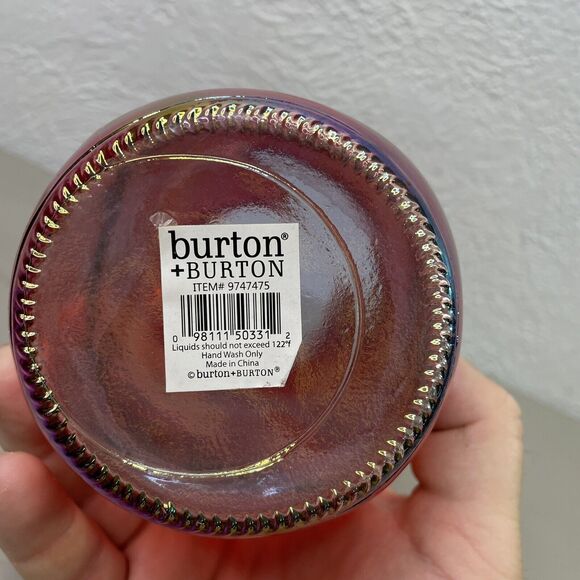 burton®
+BURTON
ITEM# 9747475
0 98111 50331 2
Liquids should not exceed 122°f
Hand Wash Only
Made in China
© burton+BURTON®